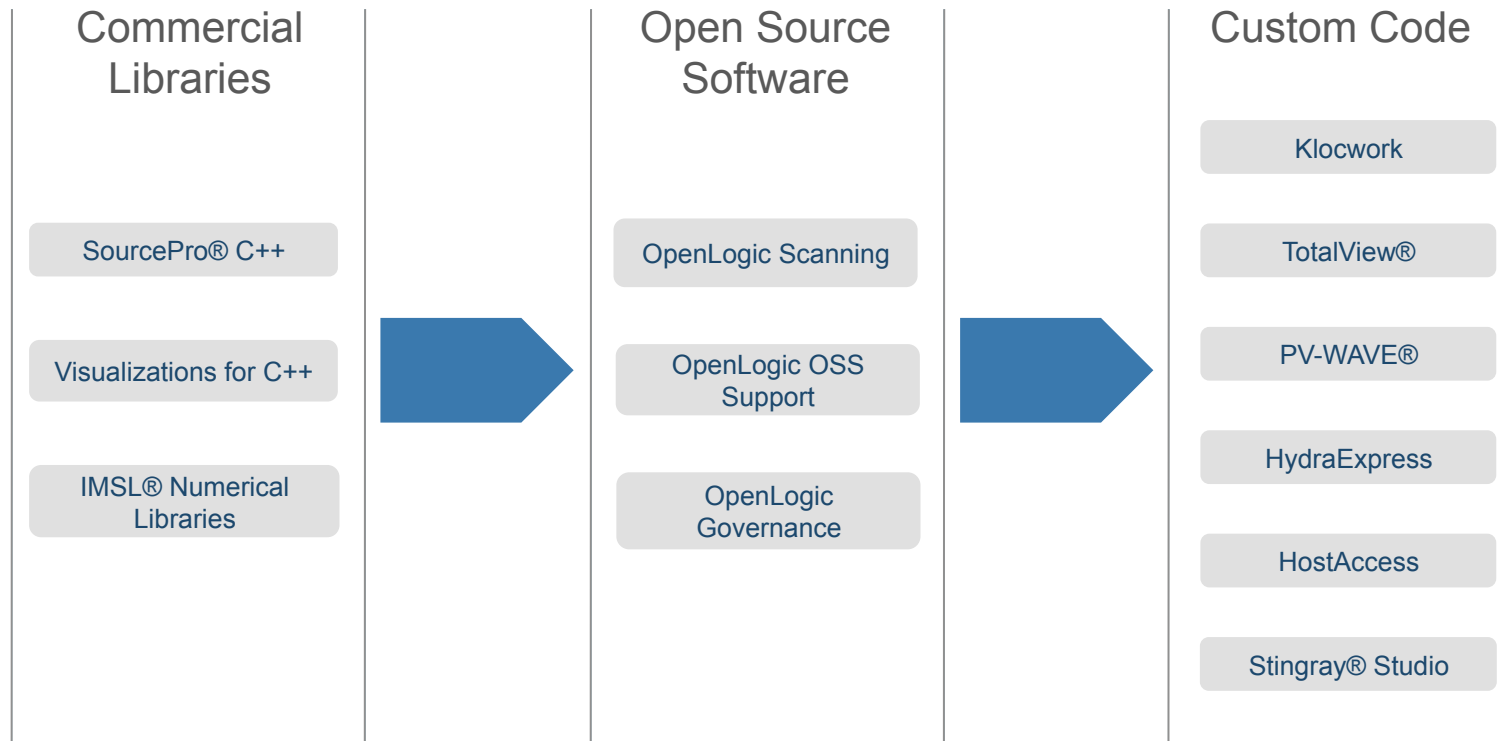 Commercial
Libraries
SourcePro® C++
Visualizations for C++
IMSL® Numerical
Libraries
Open Source
Software
OpenLogic Scanning
OpenLogic OSS
Support
OpenLogic
Governance
Custom Code
Klocwork
TotalView®
PV-WAVE®
HydraExpress
HostAccess
Stingray® Studio